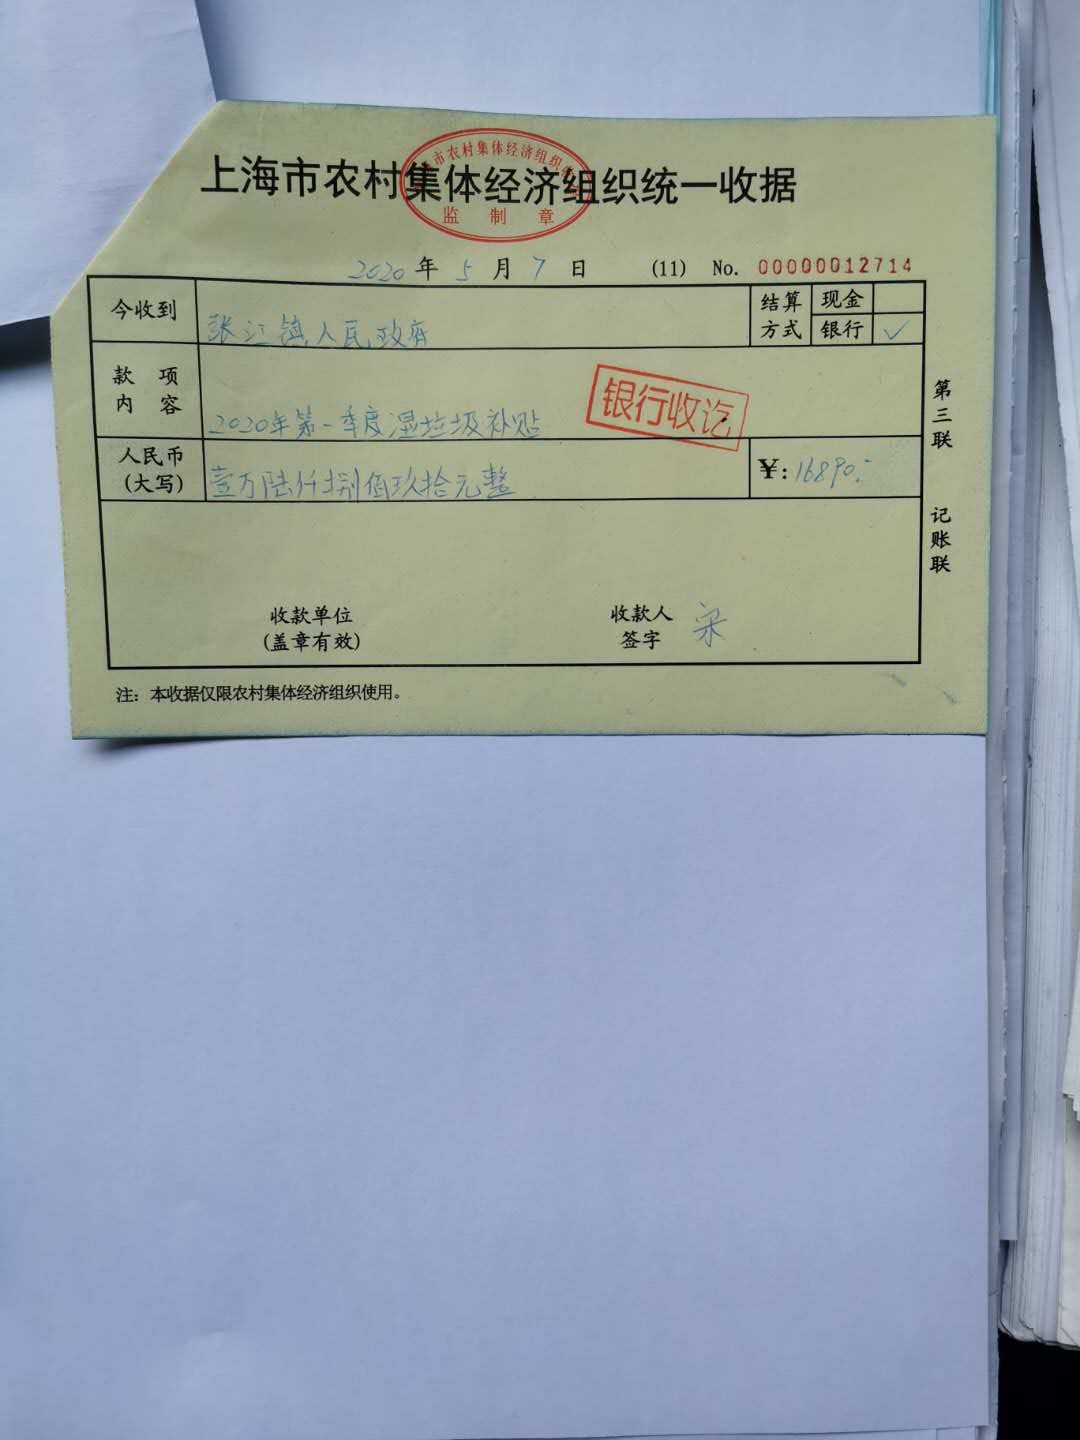 市农村集体经济组织
监制章
上海市农村集体经济组织统一收据
2020年5月7日 (11) No. 00000012714
今收到 张江镇人民政府 结算方式 现金
银行 ✓
款项内容 2020年第一季度湿垃圾补贴
银行收讫
人民币(大写) 壹万陆仟捌佰玖拾元整 ¥:16890.-
第三联 记账联
收款单位 收款人
(盖章有效) 签字
注:本收据仅限农村集体经济组织使用。